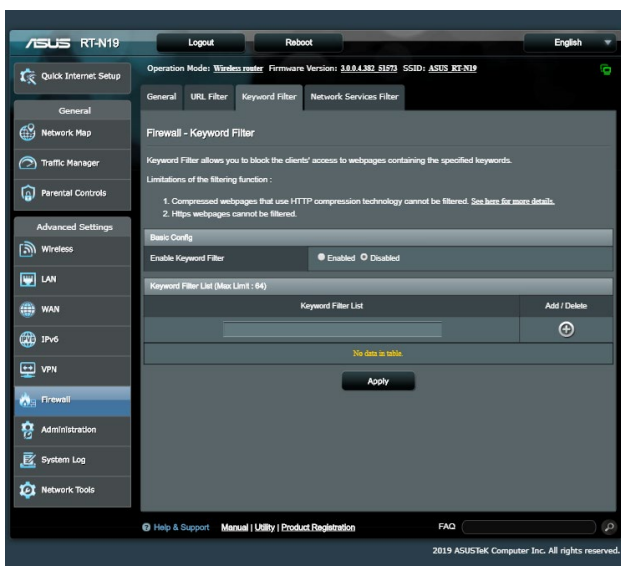 ASUS RT-N19
Logout
Reboot
English
Quick Internet Setup
Operation Mode: Wireless router Firmware Version: 3.0.0.4.382_51573 SSID: ASUS_RT-N19
General
URL Filter
Keyword Filter
Network Services Filter
General
Network Map
Traffic Manager
Parental Controls
Advanced Settings
Wireless
LAN
WAN
IPv6
VPN
Firewall
Administration
System Log
Network Tools
Firewall - Keyword Filter
Keyword Filter allows you to block the clients' access to webpages containing the specified keywords.
Limitations of the filtering function :
1. Compressed webpages that use HTTP compression technology cannot be filtered. See here for more details.
2. Https webpages cannot be filtered.
Basic Config
Enable Keyword Filter
Enabled Disabled
Keyword Filter List (Max Limit : 64)
Keyword Filter List
Add / Delete
No data in table.
Apply
Help & Support
Manual | Utility | Product Registration
FAQ
2019 ASUSTeK Computer Inc. All rights reserved.